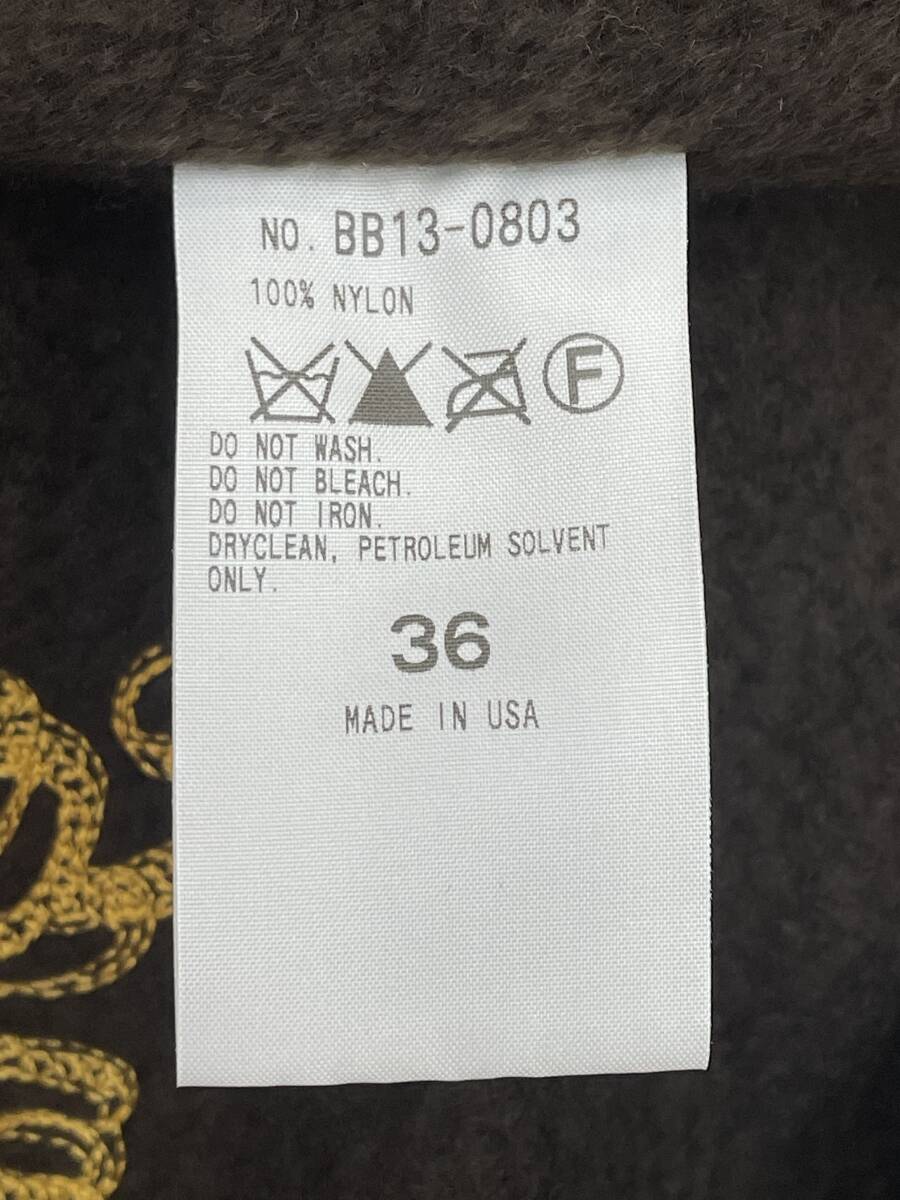 NO. BB13-0803
100% NYLON
F
DO NOT WASH.
DO NOT BLEACH.
DO NOT IRON.
DRYCLEAN, PETROLEUM SOLVENT
ONLY.
36
MADE IN USA